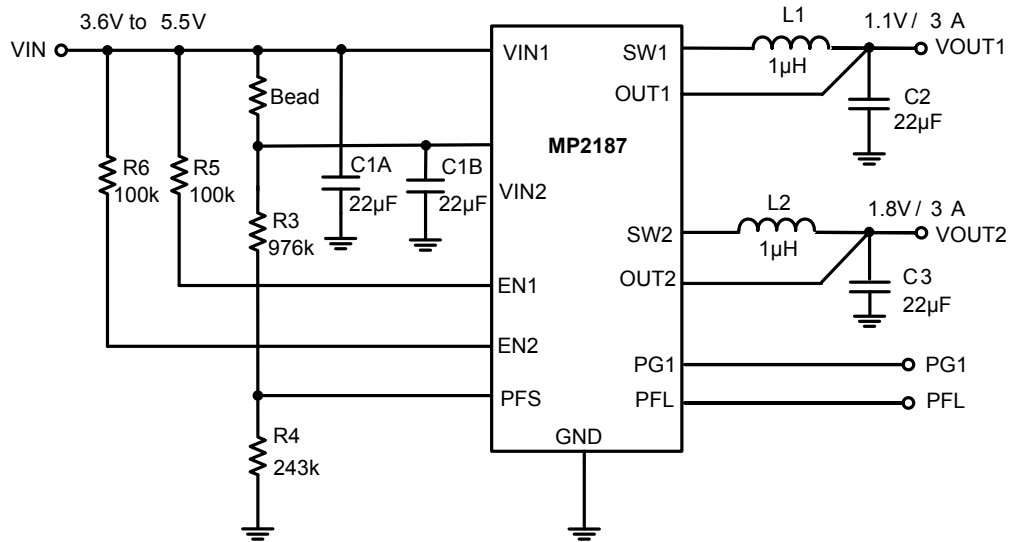 3.6V to 5.5V
VIN
Bead
R6
100k
R5
100k
R3
976k
C1A
22µF
C1B
22µF
R4
243k
VIN1
VIN2
EN1
EN2
PFS
MP2187
GND
SW1
OUT1
SW2
OUT2
PG1
PFL
L1
1µH
1.1V / 3 A
VOUT1
C2
22µF
L2
1µH
1.8V / 3 A
VOUT2
C3
22µF
PG1
PFL